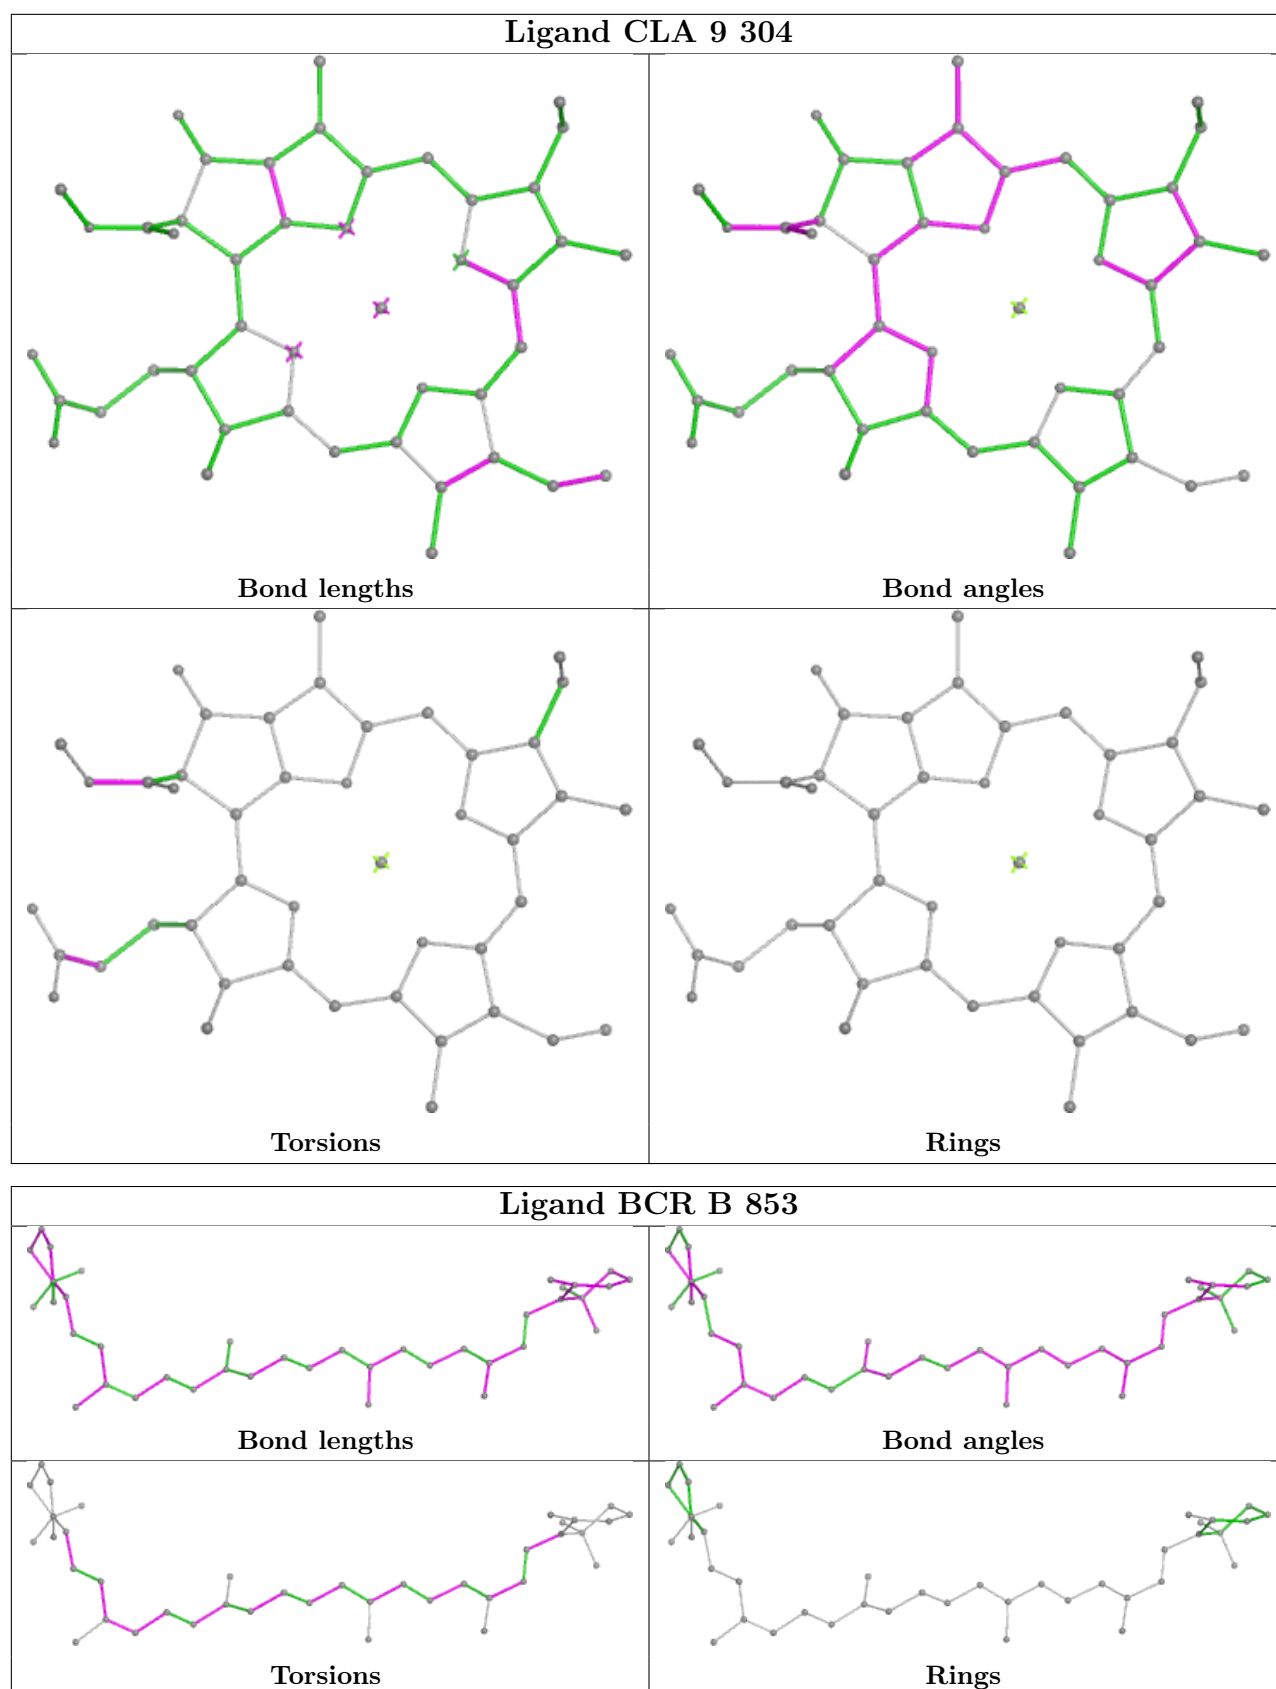 Ligand CLA 9 304
Bond lengths
Bond angles
Torsions
Rings
Ligand BCR B 853
Bond lengths
Bond angles
Torsions
Rings